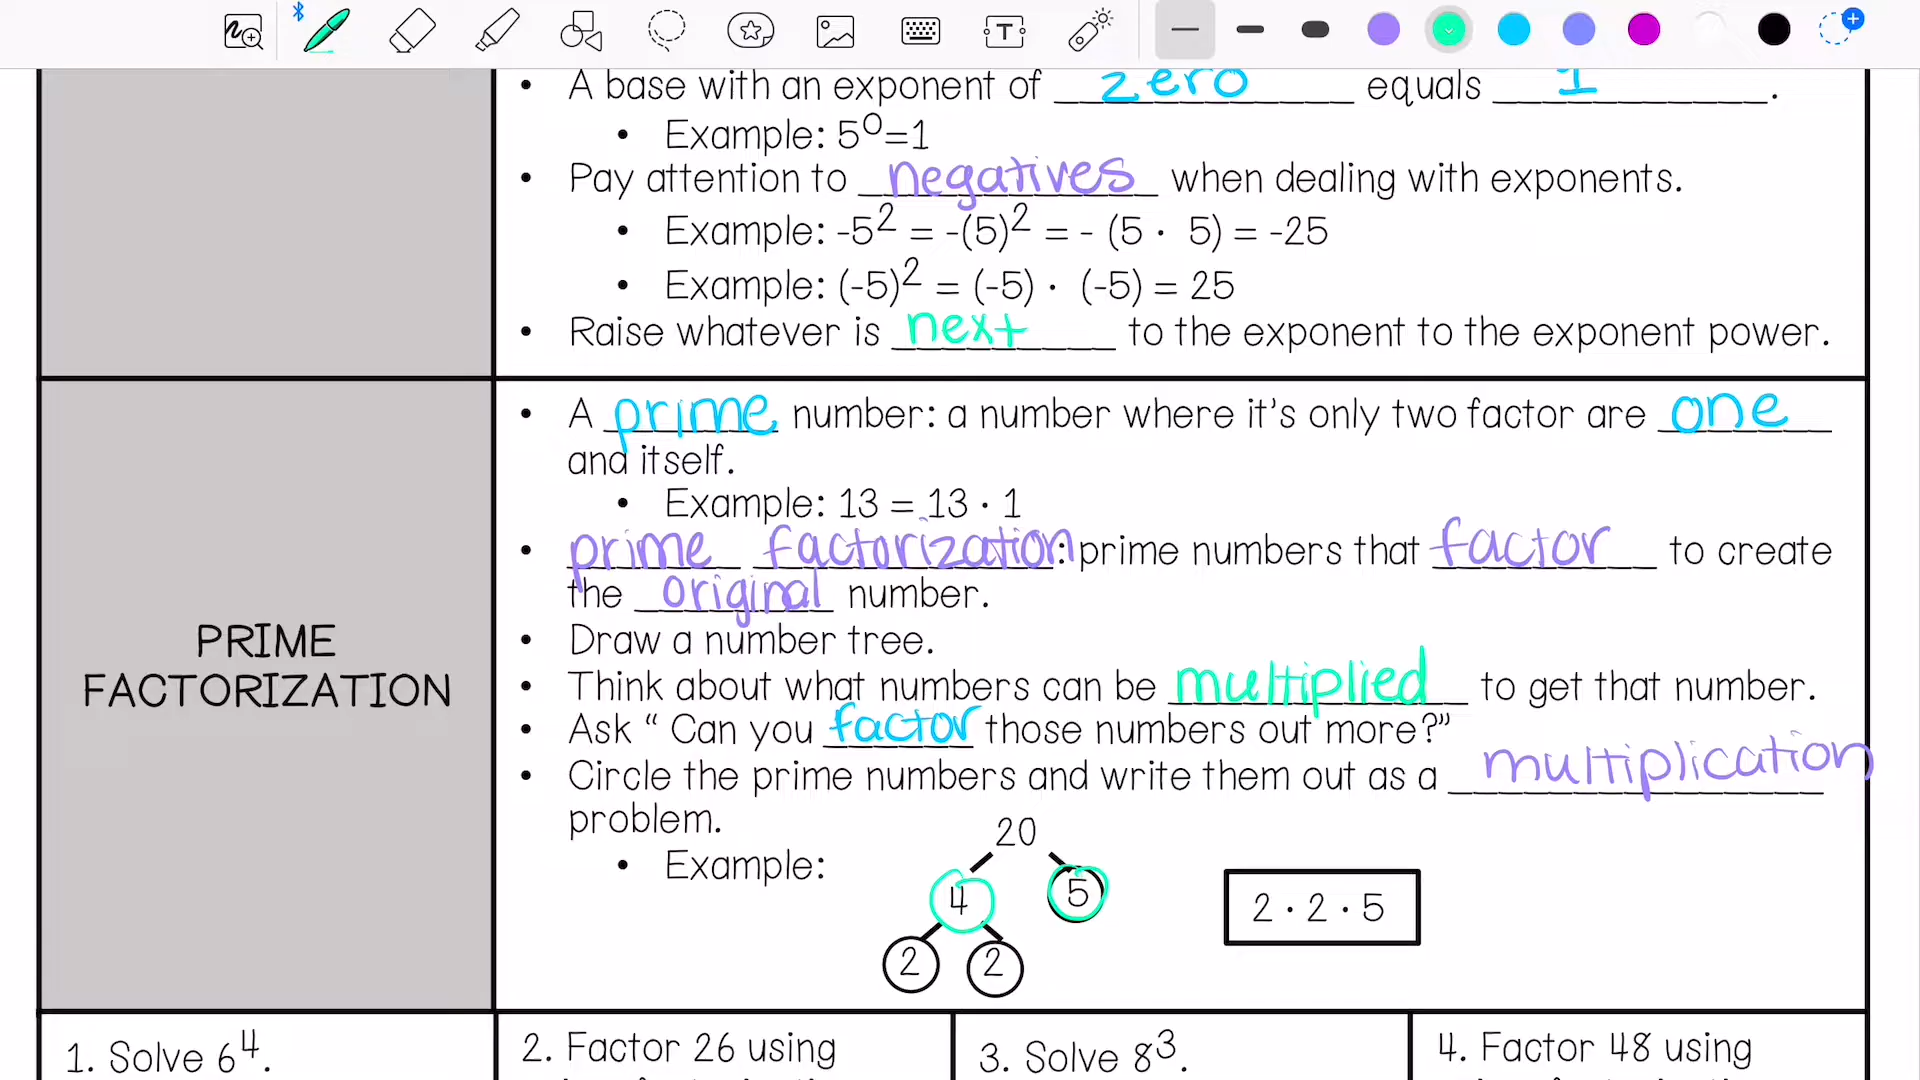 • A base with an exponent of zero equals 1.
• Example: 5⁰=1
• Pay attention to negatives when dealing with exponents.
• Example: -5² = -(5)² = - (5 · 5) = -25
• Example: (-5)² = (-5) · (-5) = 25
• Raise whatever is next to the exponent to the exponent power.
PRIME
FACTORIZATION
• A prime number: a number where it's only two factor are one
and itself.
• Example: 13 = 13 · 1
• prime factorization: prime numbers that factor to create
the original number.
• Draw a number tree.
• Think about what numbers can be multiplied to get that number.
• Ask “ Can you factor those numbers out more?”
• Circle the prime numbers and write them out as a multiplication
problem.
• Example:
20
4 5
2 2
2 · 2 · 5
1. Solve 6⁴.
2. Factor 26 using
3. Solve 8³.
4. Factor 48 using